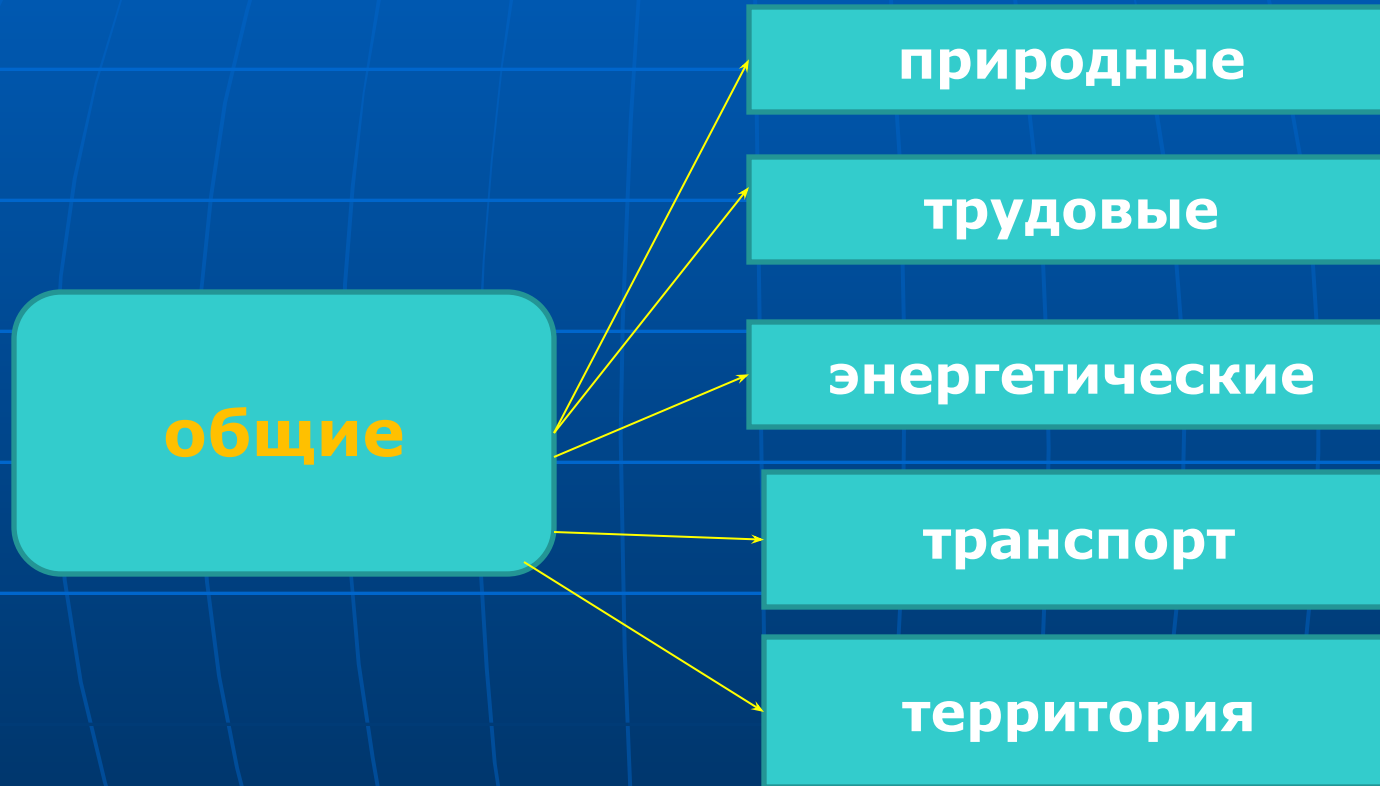 природные
трудовые
энергетические
общие
транспорт
территория